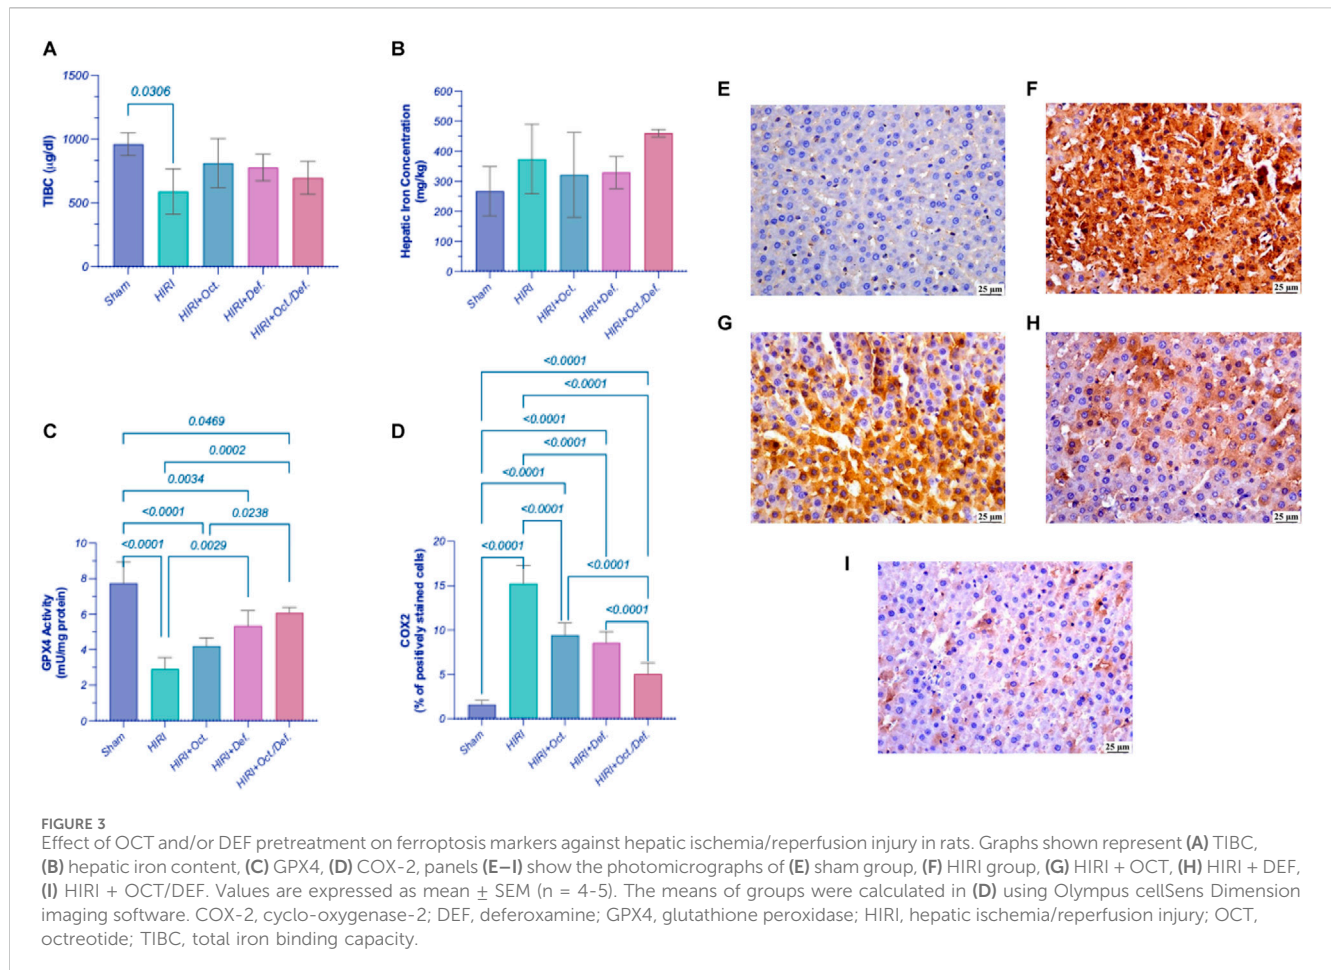 A
1500
1000
500
0
TIBC (µg/dl)
0.0306
Sham
HIRI
HIRI+Oct.
HIRI+Def.
HIRI+Oct./Def.
B
600
500
400
300
200
100
0
Hepatic Iron Concentration
(mg/kg)
Sham
HIRI
HIRI+Oct.
HIRI+Def.
HIRI+Oct./Def.
C
0.0469
0.0002
0.0034
<0.0001
0.0238
<0.0001
0.0029
10
8
6
4
2
0
GPX4 Activity
(mU/mg protein)
Sham
HIRI
HIRI+Oct.
HIRI+Def.
HIRI+Oct./Def.
D
<0.0001
<0.0001
<0.0001
<0.0001
<0.0001
<0.0001
<0.0001
<0.0001
<0.0001
20
15
10
5
0
COX2
(% of positively stained cells)
Sham
HIRI
HIRI+Oct.
HIRI+Def.
HIRI+Oct./Def.
E
25 µm
F
25 µm
G
25 µm
H
25 µm
I
25 µm
FIGURE 3
Effect of OCT and/or DEF pretreatment on ferroptosis markers against hepatic ischemia/reperfusion injury in rats. Graphs shown represent (A) TIBC,
(B) hepatic iron content, (C) GPX4, (D) COX-2, panels (E–I) show the photomicrographs of (E) sham group, (F) HIRI group, (G) HIRI + OCT, (H) HIRI + DEF,
(I) HIRI + OCT/DEF. Values are expressed as mean ± SEM (n = 4-5). The means of groups were calculated in (D) using Olympus cellSens Dimension
imaging software. COX-2, cyclo-oxygenase-2; DEF, deferoxamine; GPX4, glutathione peroxidase; HIRI, hepatic ischemia/reperfusion injury; OCT,
octreotide; TIBC, total iron binding capacity.